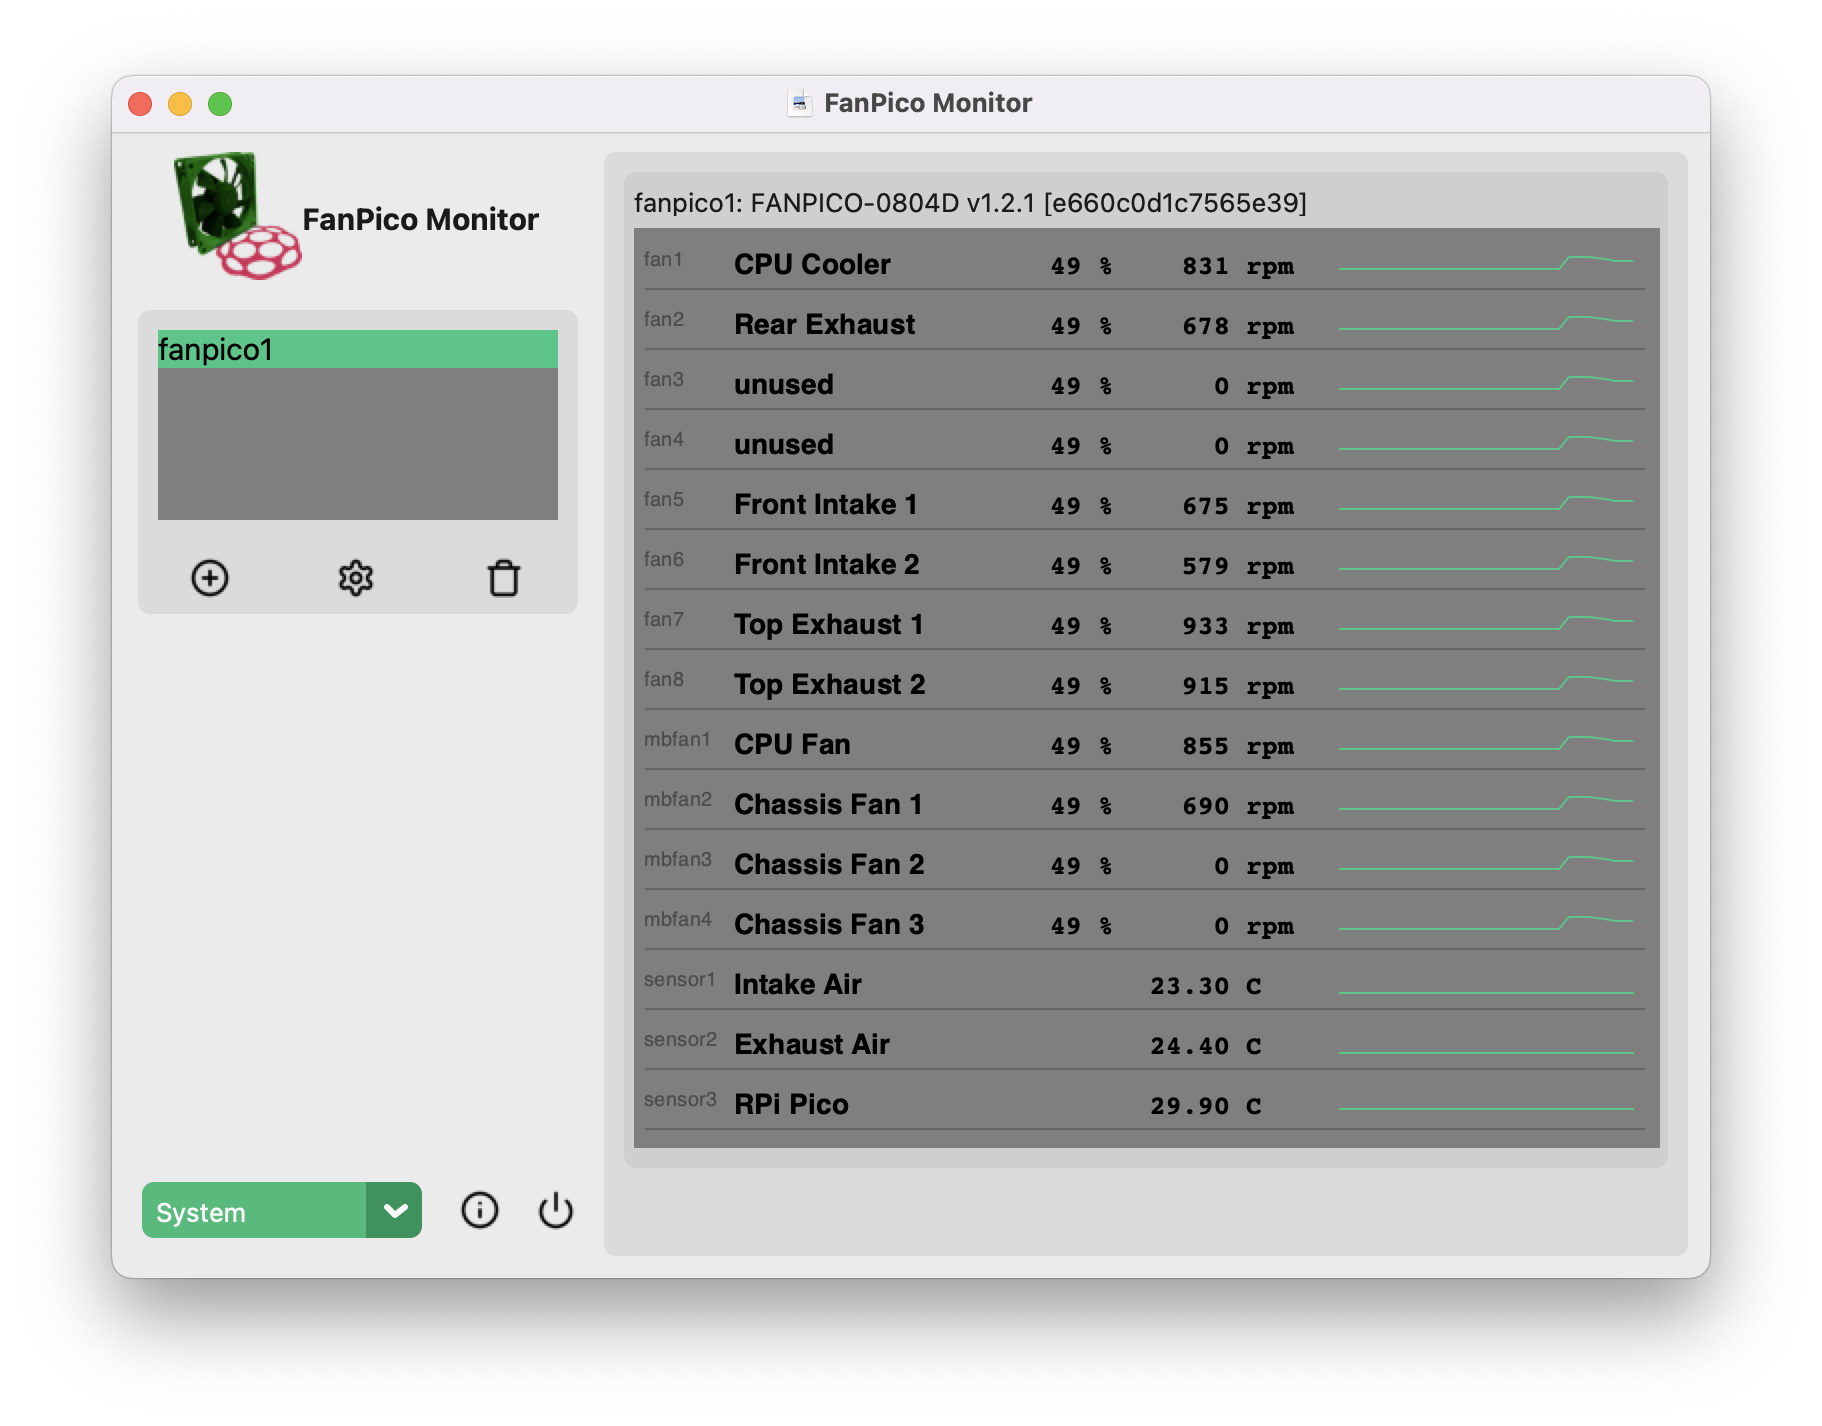 FanPico Monitor
FanPico Monitor
fanpico1
System
fanpico1: FANPICO-0804D v1.2.1 [e660c0d1c7565e39]
fan1 CPU Cooler 49 % 831 rpm
fan2 Rear Exhaust 49 % 678 rpm
fan3 unused 49 % 0 rpm
fan4 unused 49 % 0 rpm
fan5 Front Intake 1 49 % 675 rpm
fan6 Front Intake 2 49 % 579 rpm
fan7 Top Exhaust 1 49 % 933 rpm
fan8 Top Exhaust 2 49 % 915 rpm
mbfan1 CPU Fan 49 % 855 rpm
mbfan2 Chassis Fan 1 49 % 690 rpm
mbfan3 Chassis Fan 2 49 % 0 rpm
mbfan4 Chassis Fan 3 49 % 0 rpm
sensor1 Intake Air 23.30 C
sensor2 Exhaust Air 24.40 C
sensor3 RPi Pico 29.90 C